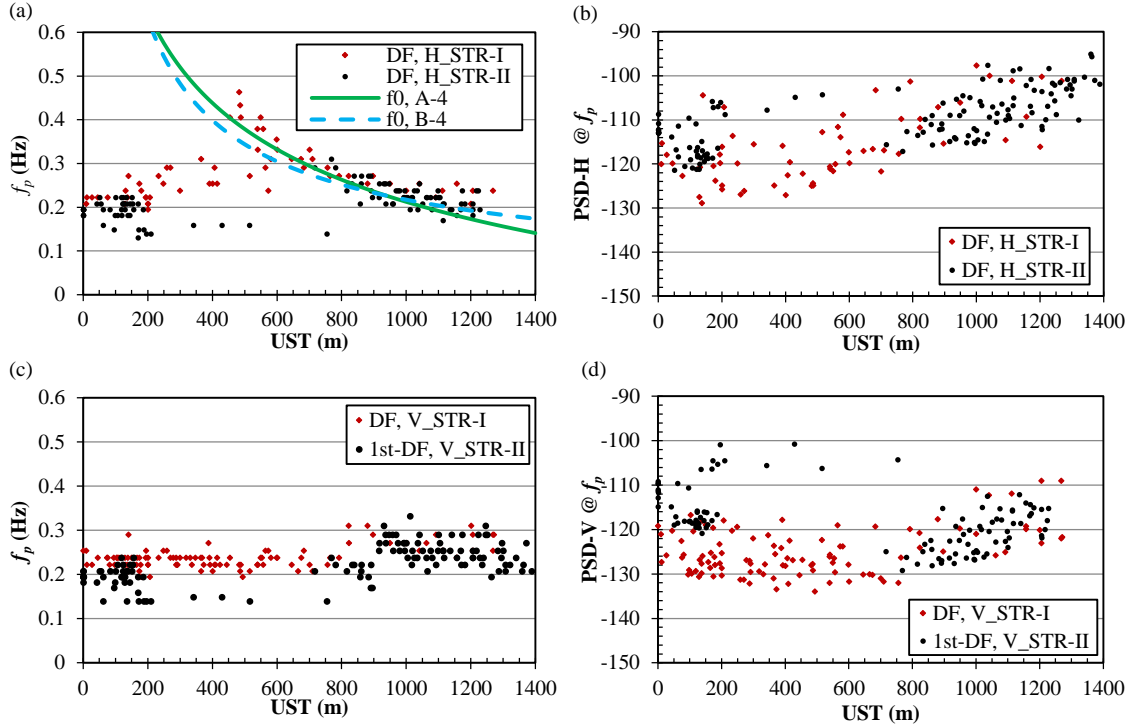 (a)
0.6
0.5
0.4
0.3
0.2
0.1
0
fp (Hz)
0 200 400 600 800 1000 1200 1400
UST (m)
DF, H_STR-I
DF, H_STR-II
f0, A-4
f0, B-4
(b)
-90
-100
-110
-120
-130
-140
-150
PSD-H @ fp
0 200 400 600 800 1000 1200 1400
UST (m)
DF, H_STR-I
DF, H_STR-II
(c)
0.6
0.5
0.4
0.3
0.2
0.1
0
fp (Hz)
0 200 400 600 800 1000 1200 1400
UST (m)
DF, V_STR-I
1st-DF, V_STR-II
(d)
-90
-100
-110
-120
-130
-140
-150
PSD-V @ fp
0 200 400 600 800 1000 1200 1400
UST (m)
DF, V_STR-I
1st-DF, V_STR-II